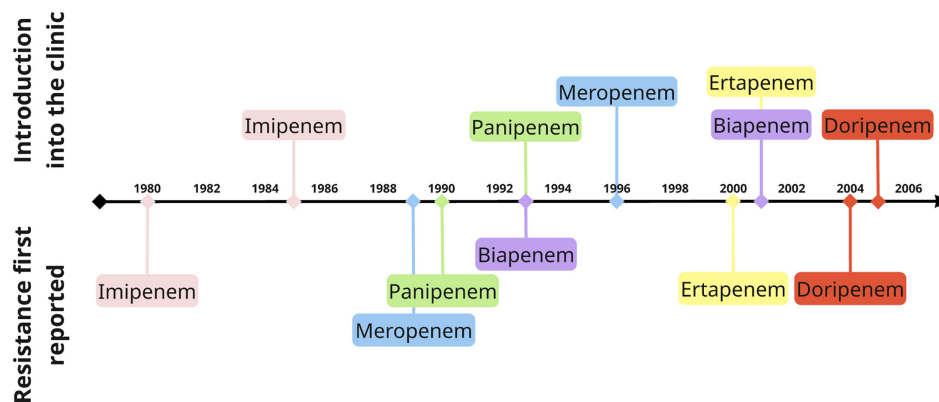 Introduction
into the clinic
Ertapenem
Meropenem
Imipenem
Panipenem
Biapenem
Doripenem
1980 1982 1984 1986 1988 1990 1992 1994 1996 1998 2000 2002 2004 2006
Resistance first
reported
Biapenem
Imipenem
Panipenem
Ertapenem
Doripenem
Meropenem